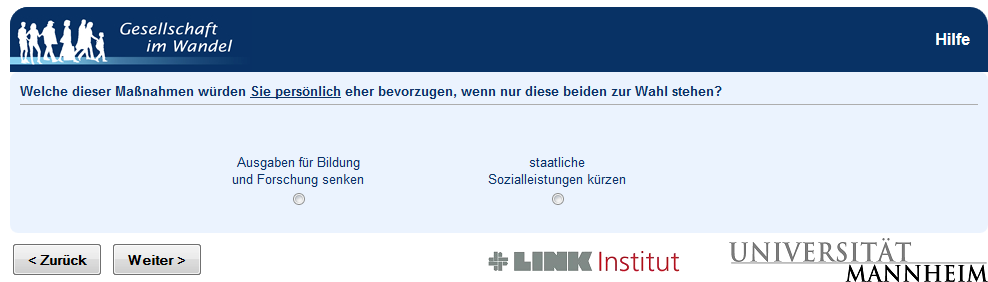 Gesellschaft
im Wandel
Hilfe
Welche dieser Maßnahmen würden Sie persönlich eher bevorzugen, wenn nur diese beiden zur Wahl stehen?
Ausgaben für Bildung
und Forschung senken
staatliche
Sozialleistungen kürzen
< Zurück
Weiter >
LINK Institut
UNIVERSITÄT
MANNHEIM